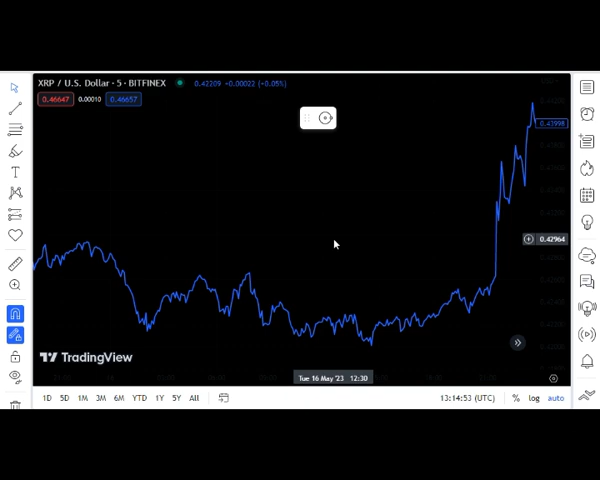 XRP / U.S. Dollar · 5 · BITFINEX 0.42209 −0.00022 (+0.05%)
0.46647 0.00010 0.46657
0.43998
0.42964
TradingView
Tue 16 May '23 12:30
1D 5D 1M 3M 6M YTD 1Y 5Y All 13:14:53 (UTC) % log auto